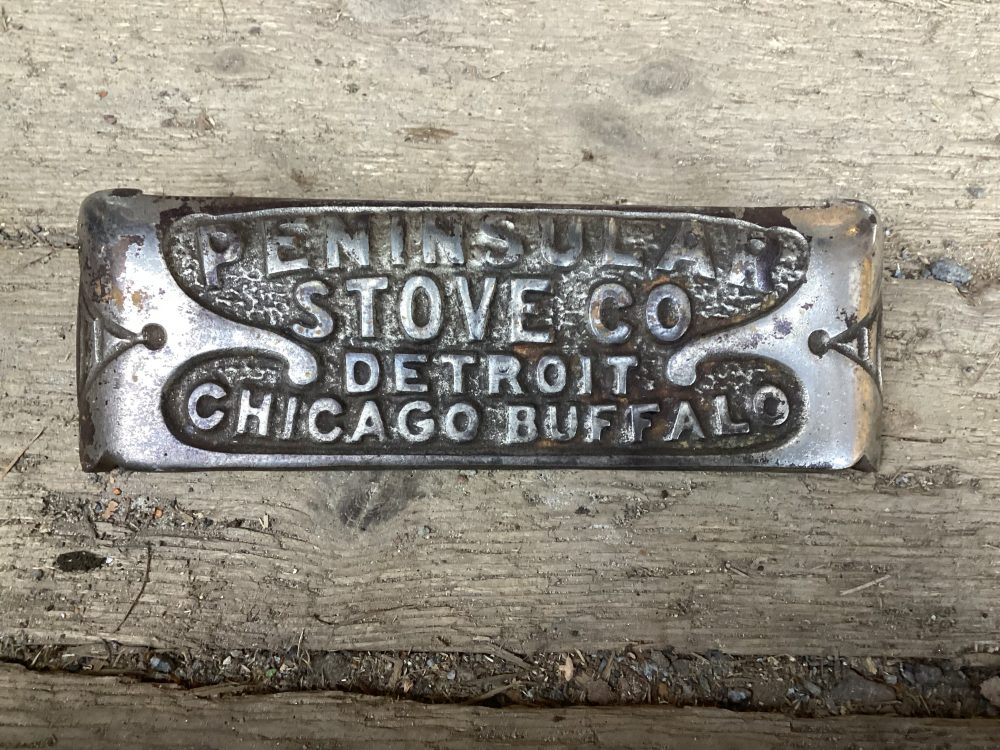 PENINSULAR
STOVE CO
DETROIT
CHICAGO BUFFALO